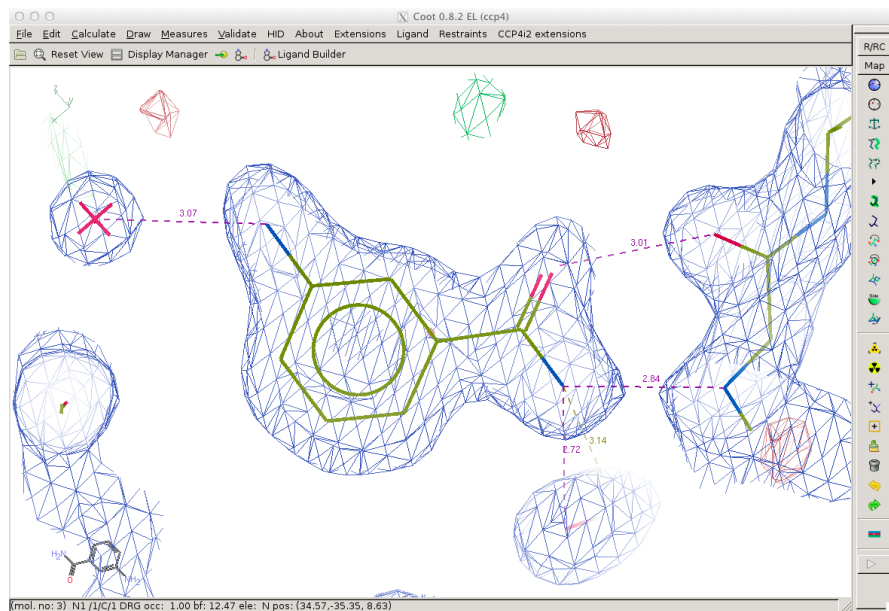 Coot 0.8.2 EL (ccp4)
File Edit Calculate Draw Measures Validate HID About Extensions Ligand Restraints CCP4i2 extensions
Reset View Display Manager Ligand Builder
R/RC
Map
3.07
3.01
2.84
3.14
2.72
Side
H₂N
O
NH₂
(mol. no: 3) N1 /1/C/1 DRG occ: 1.00 bf: 12.47 ele: N pos: (34.57,-35.35, 8.63)